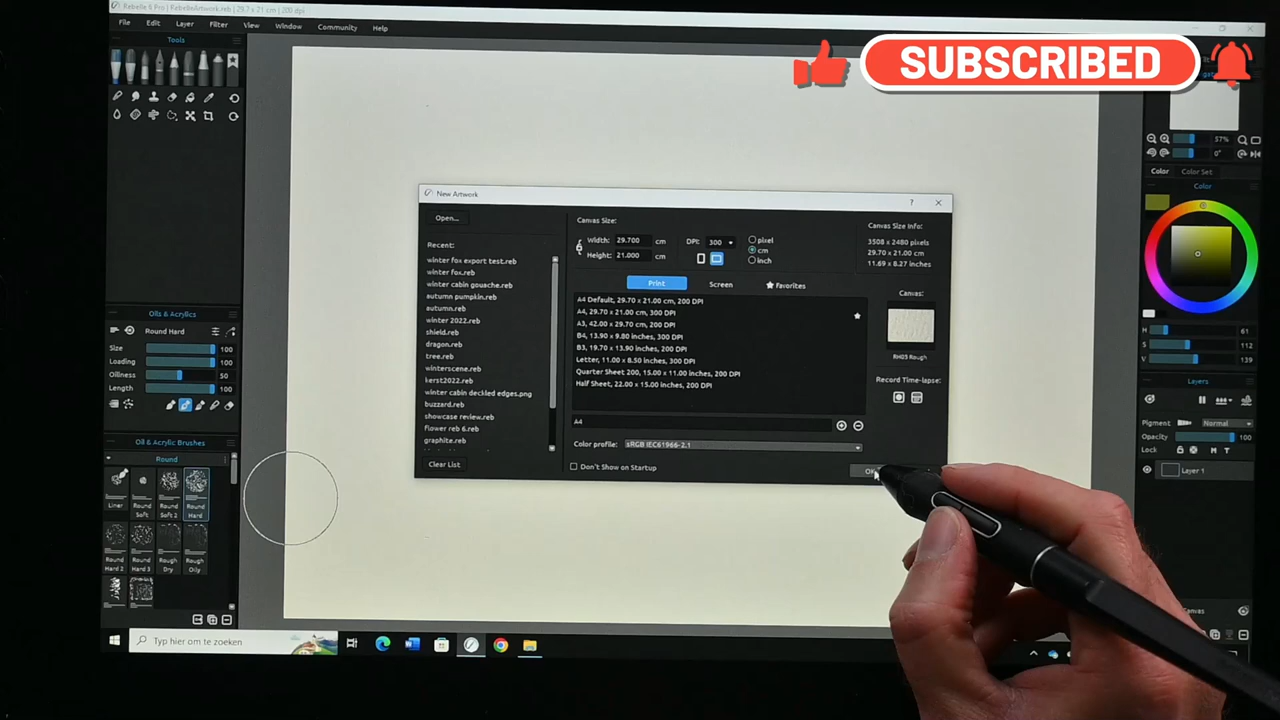 Rebelle 6 Pro | RebelleArtwork.reb | 29.7 x 21 cm | 200 dpi
File Edit Layer Filter View Window Community Help
SUBSCRIBED
Tools
57%
0°
Color Color Set
Color
H 61
S 112
V 139
Layers
Pigment Normal
Opacity 100
Lock M T
Layer 1
Oils & Acrylics
Round Hard
Size 100
Loading 100
Oiliness 50
Length 100
Oil & Acrylic Brushes
Round
Liner Round Soft Round Soft 2 Round Hard
Round Hard 2 Round Hard 3 Rough Dry Rough Oily
New Artwork
Open...
Recent:
winter fox export test.reb
winter fox.reb
winter cabin gouache.reb
autumn pumpkin.reb
autumn.reb
winter 2022.reb
shield.reb
dragon.reb
tree.reb
winterscene.reb
kerst2022.reb
winter cabin deckled edges.png
buzzard.reb
showcase review.reb
flower reb 6.reb
graphite.reb
Clear List
Canvas Size:
Width: 29.700 cm
Height: 21.000 cm
DPI: 300
pixel
cm
inch
Print Screen Favorites
A4 Default, 29.70 x 21.00 cm, 200 DPI
A4, 29.70 x 21.00 cm, 300 DPI
A3, 42.00 x 29.70 cm, 200 DPI
B4, 13.90 x 9.80 inches, 300 DPI
B3, 19.70 x 13.90 inches, 200 DPI
Letter, 11.00 x 8.50 inches, 300 DPI
Quarter Sheet 200, 15.00 x 11.00 inches, 200 DPI
Half Sheet, 22.00 x 15.00 inches, 200 DPI
A4
Color profile: sRGB IEC61966-2.1
Don't Show on Startup
Canvas Size Info:
3508 x 2480 pixels
29.70 x 21.00 cm
11.69 x 8.27 inches
Canvas:
RH03 Rough
Record Time-lapse:
Typ hier om te zoeken